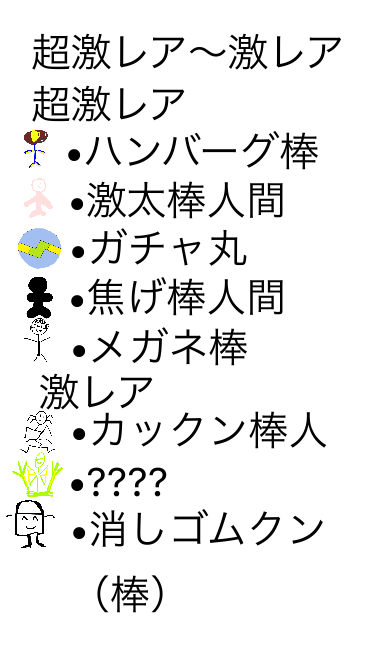 超激レア～激レア
超激レア
•ハンバーグ棒
•激太棒人間
•ガチャ丸
•焦げ棒人間
•メガネ棒
激レア
•カックン棒人
•????
•消しゴムクン
（棒）